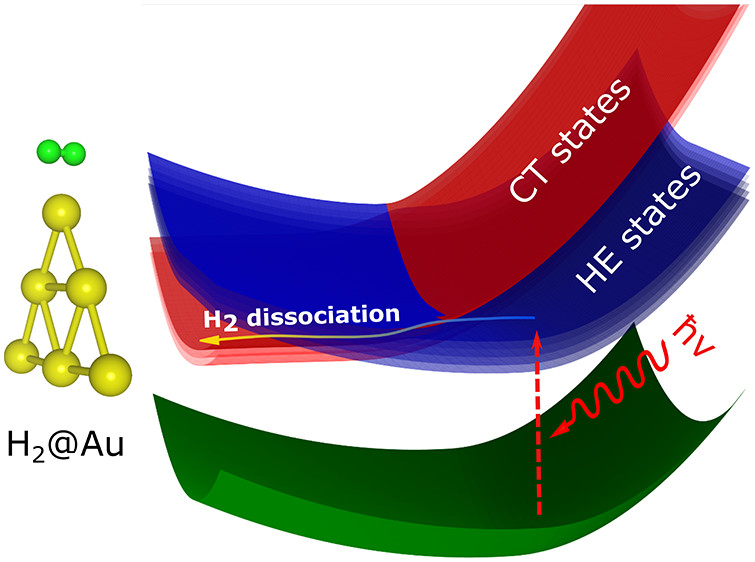 CT states
HE states
H₂ dissociation
ħν
H₂@Au